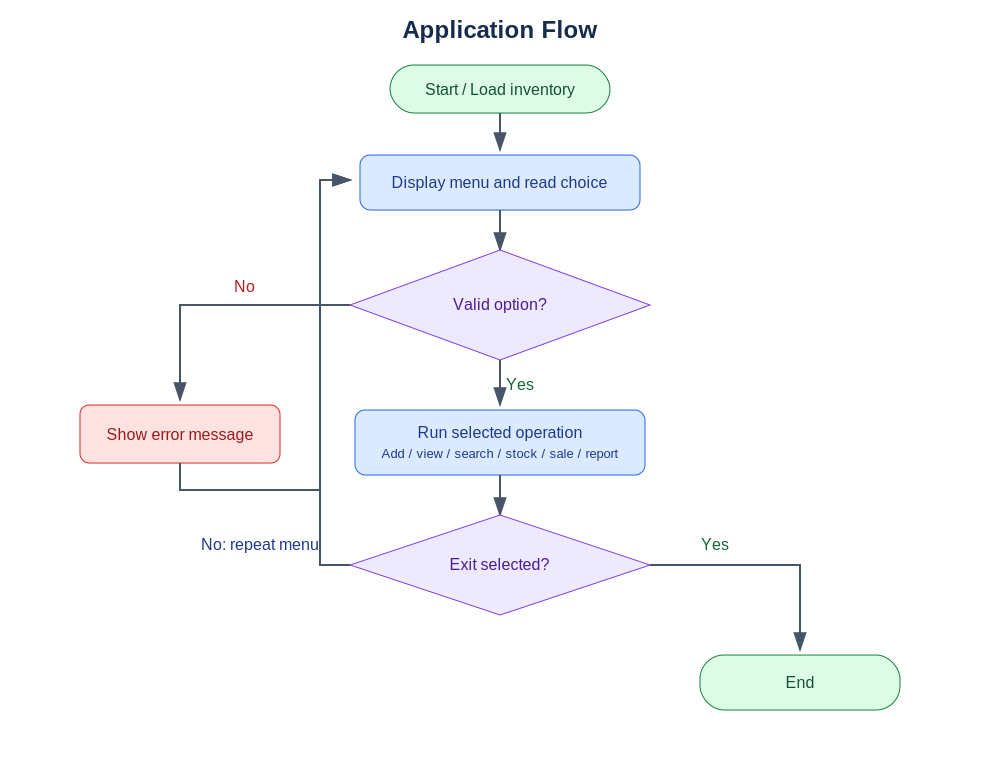 Application Flow
Start / Load inventory
Display menu and read choice
Valid option?
No
Yes
Show error message
Run selected operation
Add / view / search / stock / sale / report
No: repeat menu
Exit selected?
Yes
End